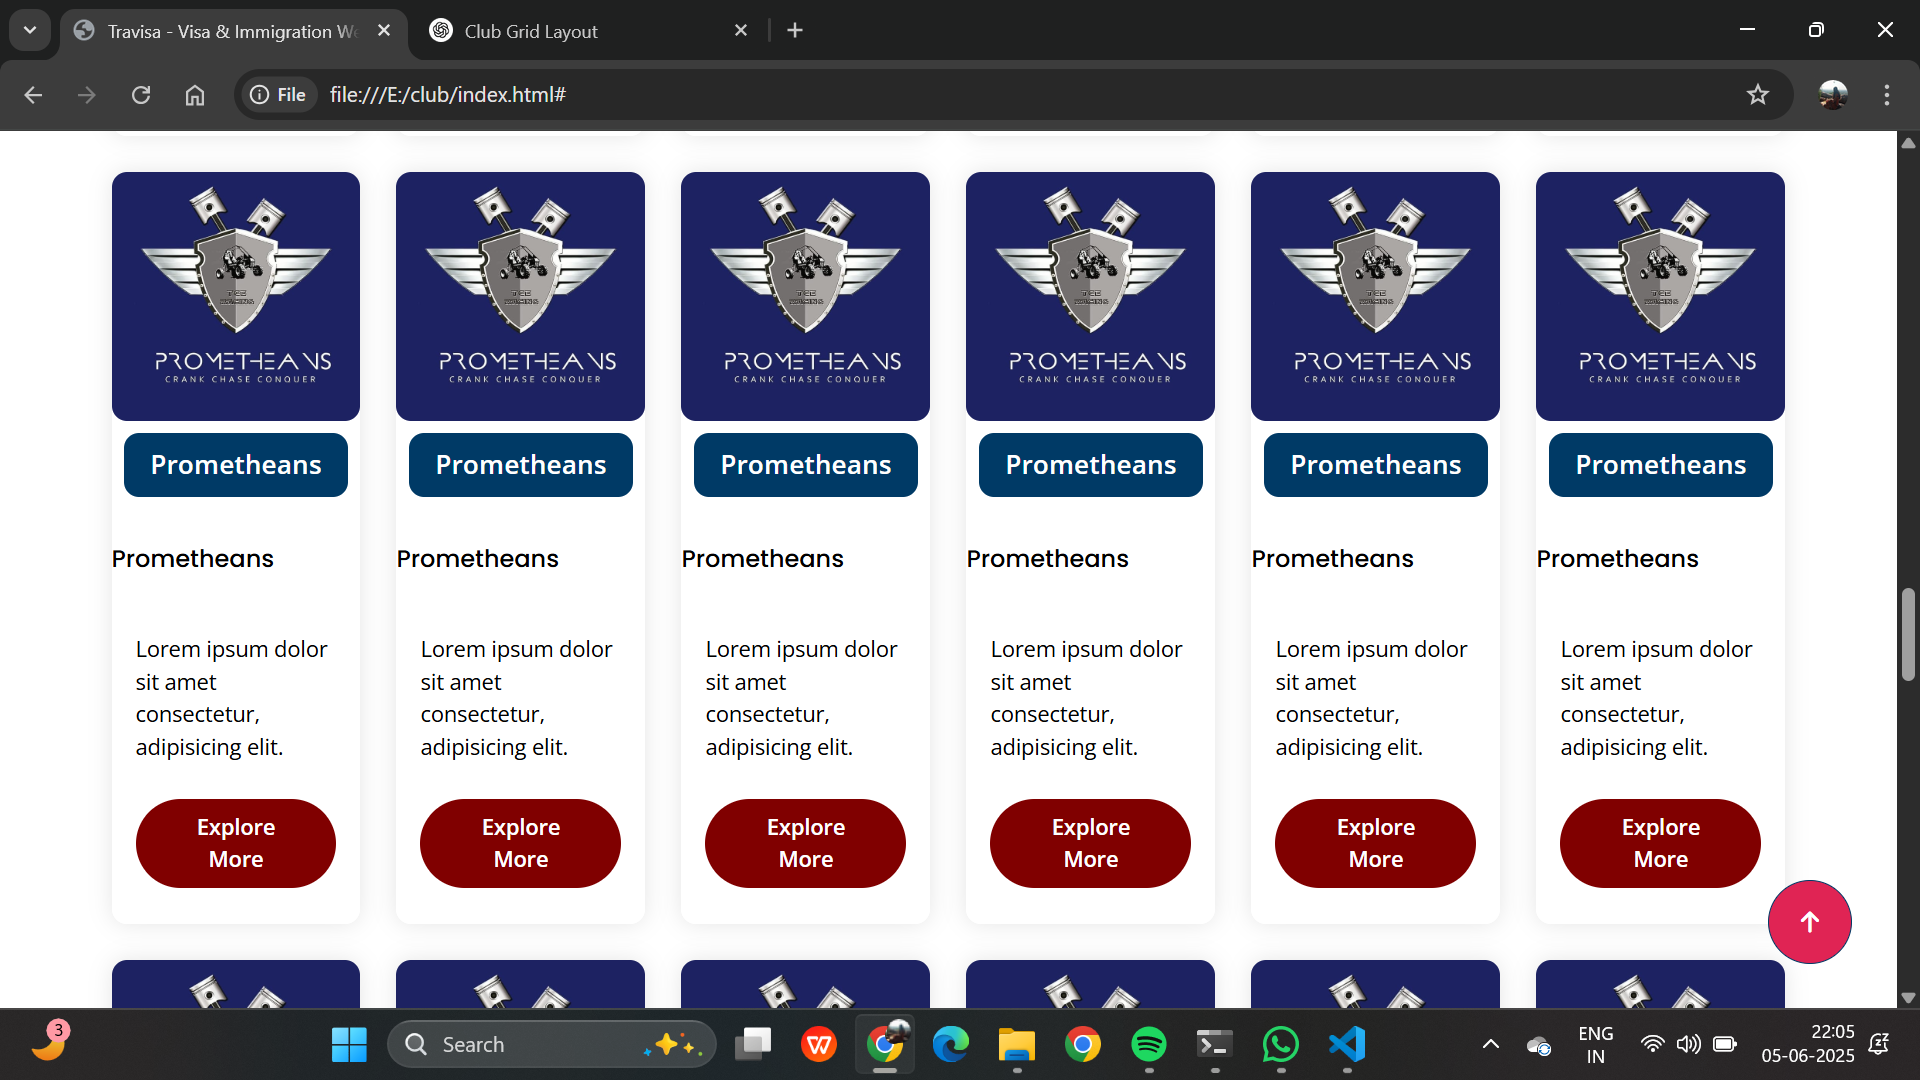 Travisa - Visa & Immigration We
Club Grid Layout
File file:///E:/club/index.html#
PROMETHEANS PROMETHEANS PROMETHEANS PROMETHEANS PROMETHEANS PROMETHEANS
CRANK CHASE CONQUER CRANK CHASE CONQUER CRANK CHASE CONQUER CRANK CHASE CONQUER CRANK CHASE CONQUER CRANK CHASE CONQUER
Prometheans Prometheans Prometheans Prometheans Prometheans Prometheans
Prometheans Prometheans Prometheans Prometheans Prometheans Prometheans
Lorem ipsum dolor Lorem ipsum dolor Lorem ipsum dolor Lorem ipsum dolor Lorem ipsum dolor Lorem ipsum dolor
sit amet sit amet sit amet sit amet sit amet sit amet
consectetur, consectetur, consectetur, consectetur, consectetur, consectetur,
adipisicing elit. adipisicing elit. adipisicing elit. adipisicing elit. adipisicing elit. adipisicing elit.
Explore Explore Explore Explore Explore Explore
More More More More More More
3
Search
ENG
IN
22:05
05-06-2025